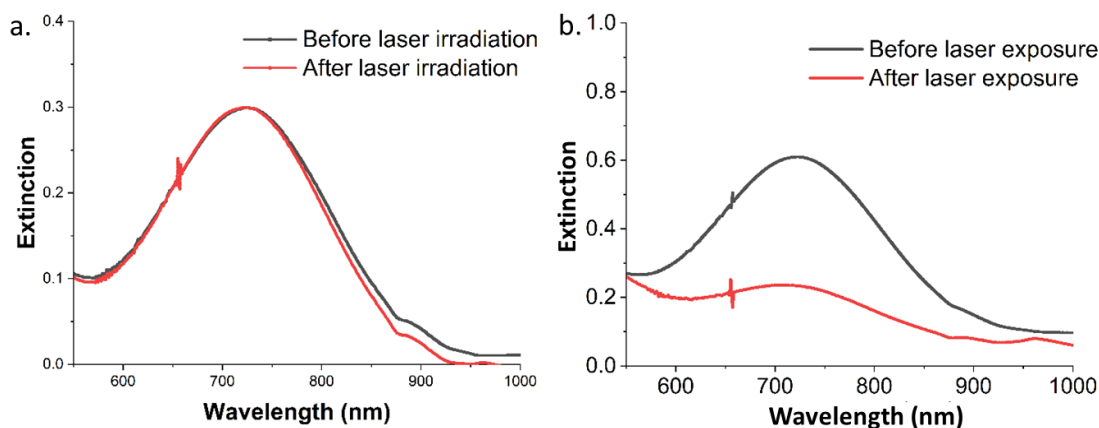 a.
Before laser irradiation
After laser irradiation
0.4
0.3
0.2
0.1
0.0
Extinction
600 700 800 900 1000
Wavelength (nm)
b.
Before laser exposure
After laser exposure
1.0
0.8
0.6
0.4
0.2
0.0
Extinction
600 700 800 900 1000
Wavelength (nm)